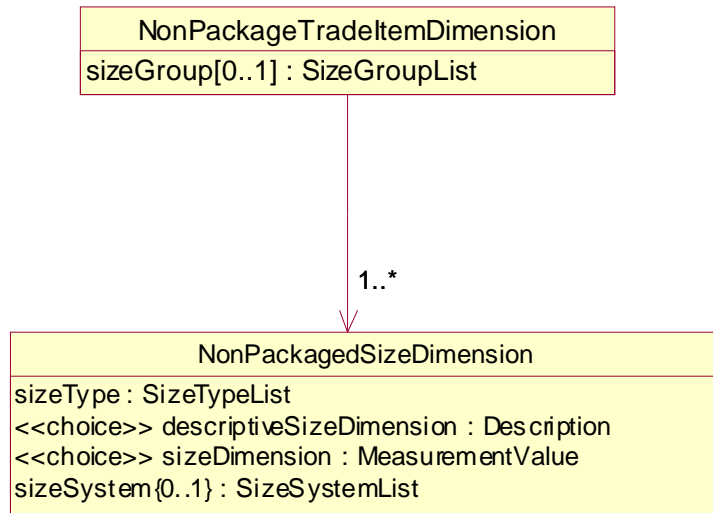 NonPackageTradeItemDimension
sizeGroup[0..1] : SizeGroupList
1..*
NonPackagedSizeDimension
sizeType : SizeTypeList
<<choice>> descriptiveSizeDimension : Description
<<choice>> sizeDimension : MeasurementValue
sizeSystem{0..1} : SizeSystemList